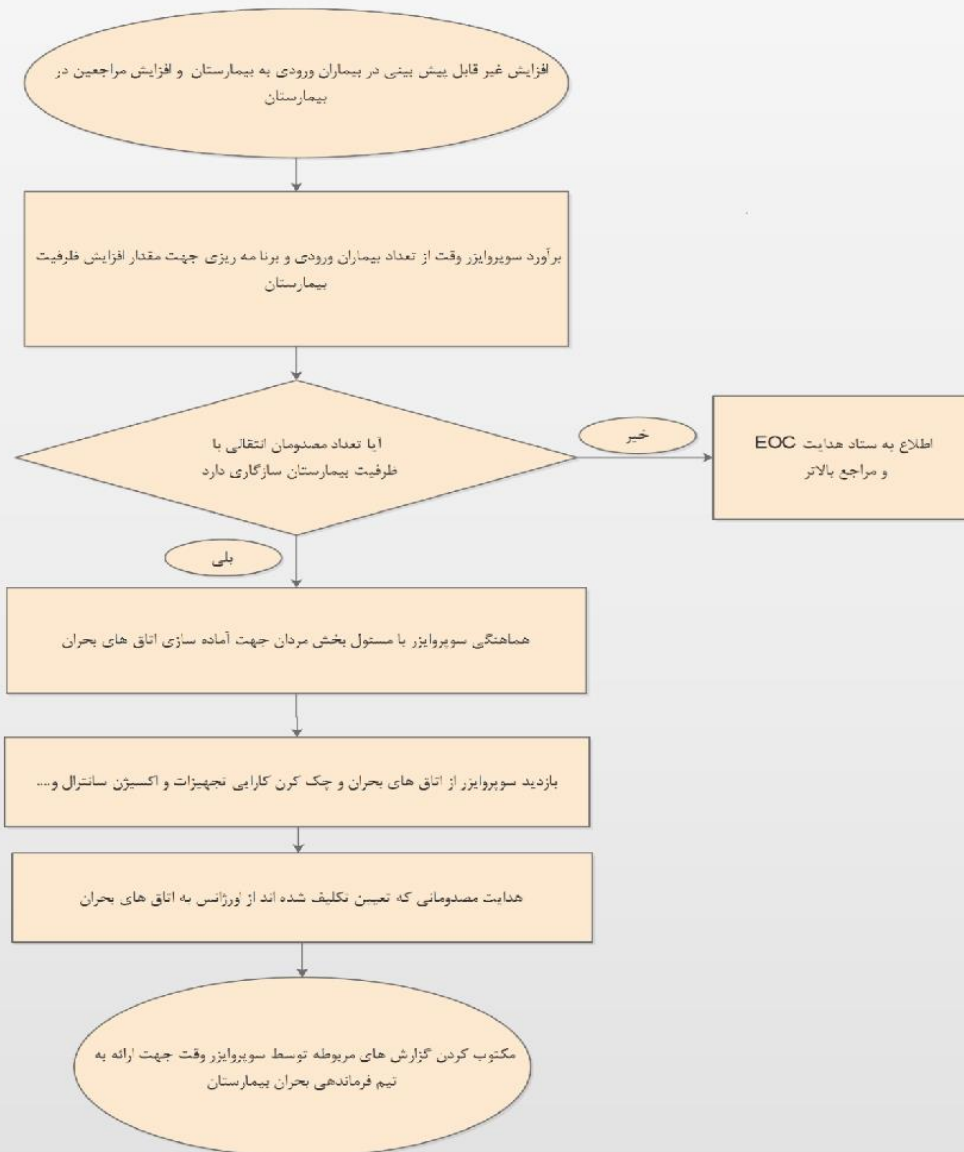 افزایش غیر قابل پیش بینی در بیماران ورودی به بیمارستان و افزایش مراجعین در
بیمارستان
برآورد سوپروایزر وقت از تعداد بیماران ورودی و برنا مه ریزی جهت مقدار افزایش ظرفیت
بیمارستان
آیا تعداد مصدومان انتقالی با
ظرفیت بیمارستان سازگاری دارد
خیر
اطلاع به ستاد هدایت EOC
و مراجع بالاتر
بلی
هماهنگی سوپروایزر با مسئول بخش مردان جهت آماده سازی اتاق های بحران
بازدید سوپروایزر از اتاق های بحران و چک کرن کارایی تجهیزات و اکسیژن سانترال و....
هدایت مصدومانی که تعیین تکلیف شده اند از اورژانس به اتاق های بحران
مکتوب کردن گزارش های مربوطه توسط سوپروایزر وقت جهت ارائه به
تیم فرماندهی بحران بیمارستان